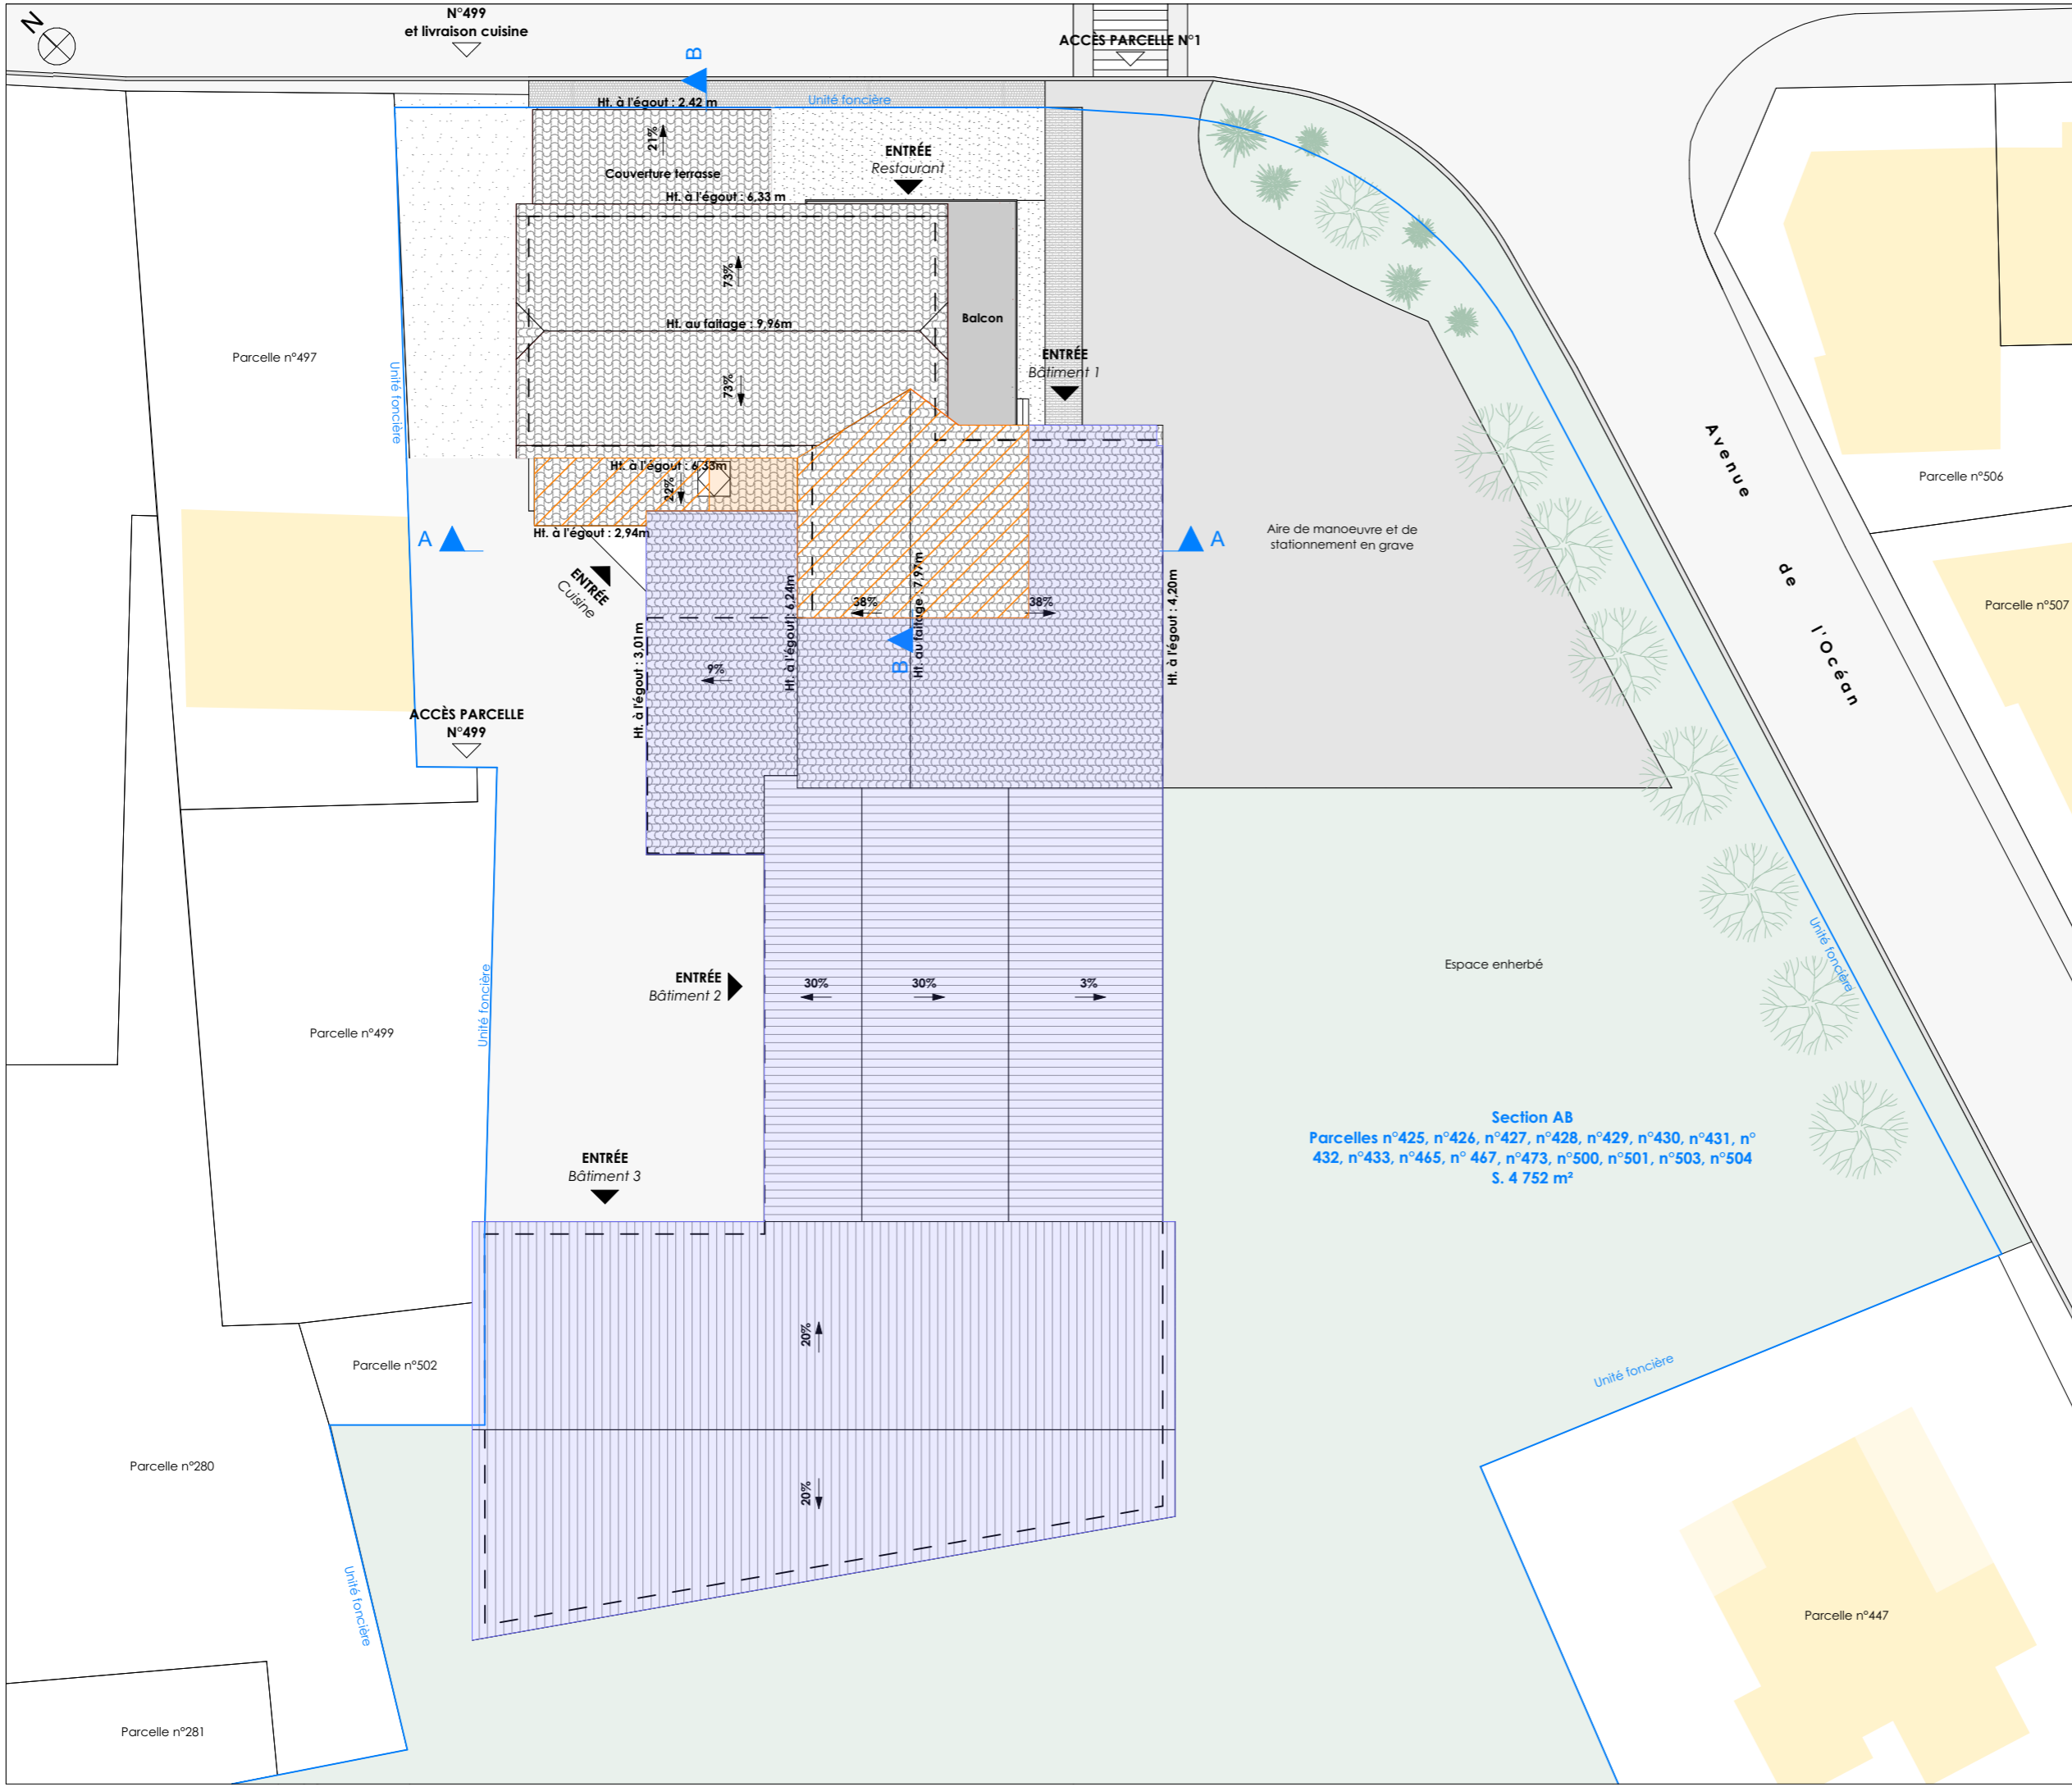 N
N°499
et livraison cuisine
B
ACCÈS PARCELLE N°1
Ht. à l'égout : 2.42 m
Unité foncière
21%
ENTRÉE
Restaurant
Couverture terrasse
Ht. à l'égout : 6,33 m
73%
Ht. au faitage : 9,96m
Balcon
Parcelle n°497
Unité foncière
73%
ENTRÉE
Bâtiment 1
Avenue
de
l'Océan
Parcelle n°506
Ht. à l'égout : 6,33m
22%
Ht. à l'égout : 2,94m
A
A
Aire de manoeuvre et de
stationnement en grave
ENTRÉE
Cuisine
Parcelle n°507
38%
38%
Ht. à l'égout : 6,24m
Ht. au faitage : 7,97m
Ht. à l'égout : 4,20m
Ht. à l'égout : 3,01m
B
9%
ACCÈS PARCELLE
N°499
Unité foncière
Espace enherbé
ENTRÉE
Bâtiment 2
30%
30%
3%
Unité foncière
Parcelle n°499
Section AB
Parcelles n°425, n°426, n°427, n°428, n°429, n°430, n°431, n°
432, n°433, n°465, n° 467, n°473, n°500, n°501, n°503, n°504
S. 4 752 m²
ENTRÉE
Bâtiment 3
20%
Parcelle n°502
Unité foncière
Parcelle n°280
20%
Unité foncière
Parcelle n°447
Parcelle n°281